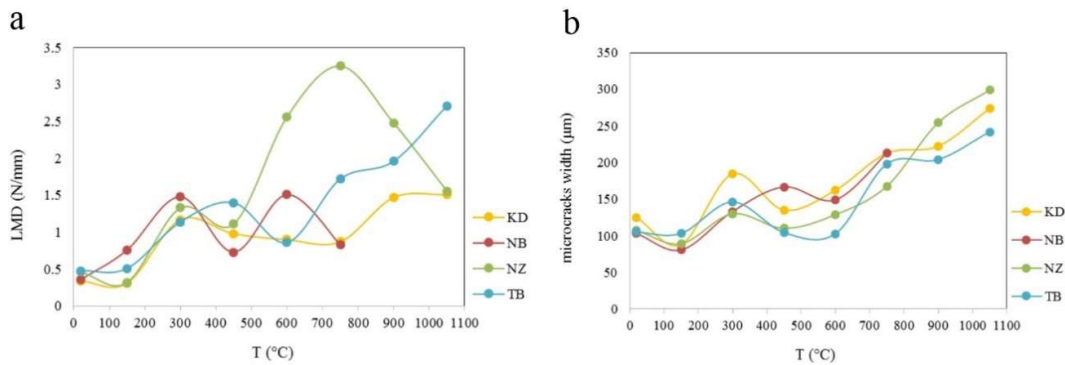 a
3.5
3
2.5
2
1.5
1
0.5
0
LMD (N/mm)
0 100 200 300 400 500 600 700 800 900 1000 1100
T (°C)
KD
NB
NZ
TB
b
350
300
250
200
150
100
50
0
microcracks width (µm)
0 100 200 300 400 500 600 700 800 900 1000 1100
T (°C)
KD
NB
NZ
TB